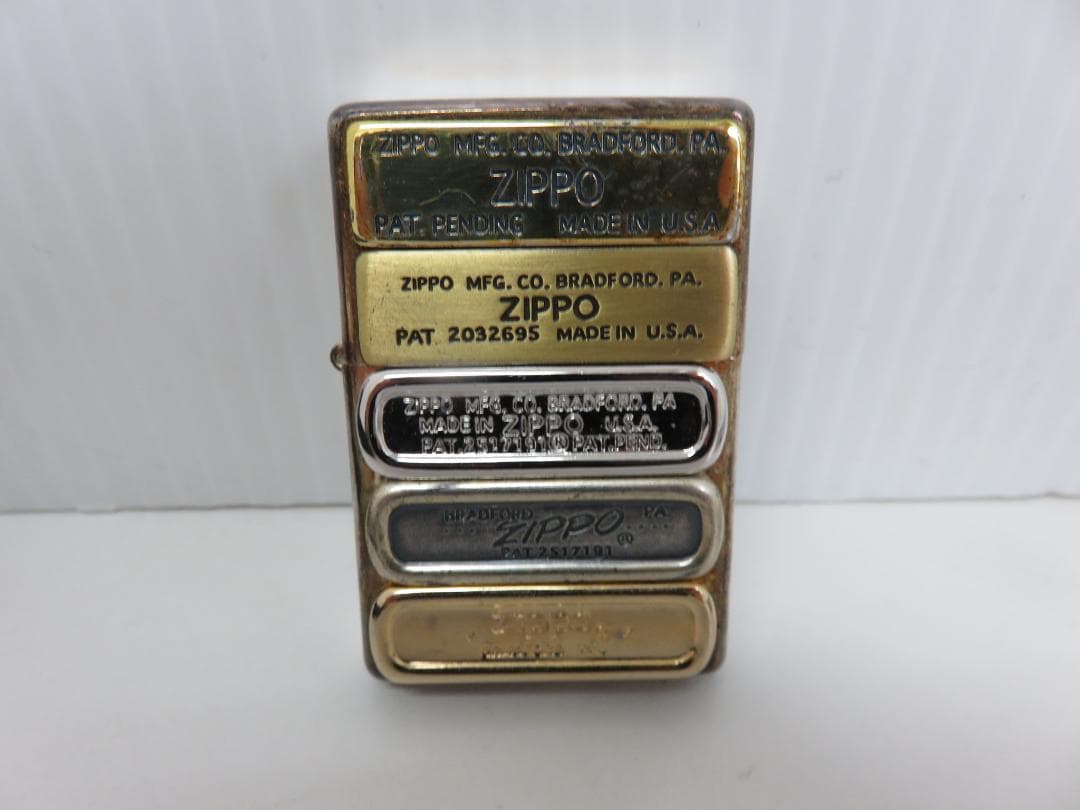 ZIPPO MFG. CO. BRADFORD. PA.
ZIPPO
PAT. PENDING MADE IN U.S.A
ZIPPO MFG. CO. BRADFORD. PA.
ZIPPO
PAT 2032695 MADE IN U.S.A.
ZIPPO MFG. CO. BRADFORD. PA
MADE IN ZIPPO U.S.A.
PAT.2517191® PAT.PEND.
BRADFORD PA.
ZIPPO ®
PAT 2517191